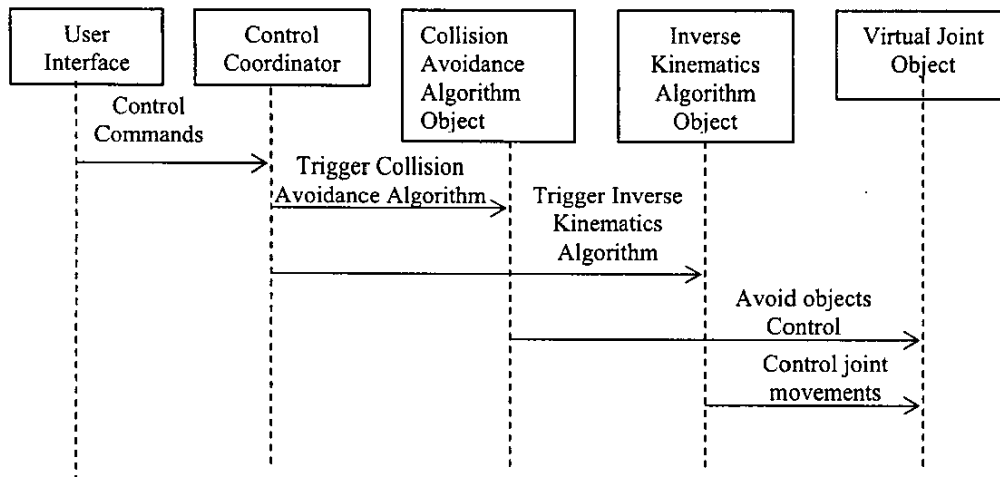 User
Interface
Control
Coordinator
Collision
Avoidance
Algorithm
Object
Inverse
Kinematics
Algorithm
Object
Virtual Joint
Object
Control
Commands
Trigger Collision
Avoidance Algorithm
Trigger Inverse
Kinematics
Algorithm
Avoid objects
Control
Control joint
movements